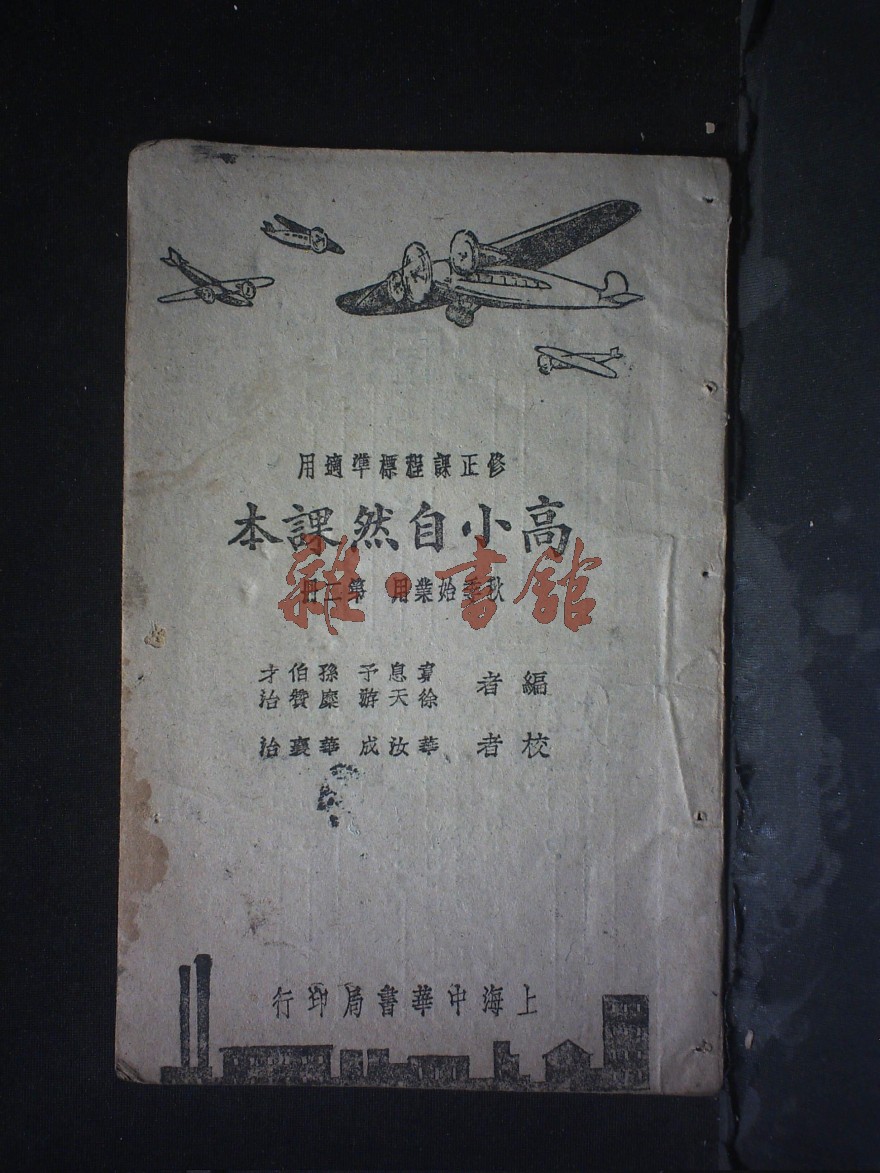 修正課程標準適用
高小自然課本
秋季始業用 第冊
雜·書館
編者
息予 孫伯才
徐天游 糜贊治
校者 華汝成 華襄治
上海中華書局印行